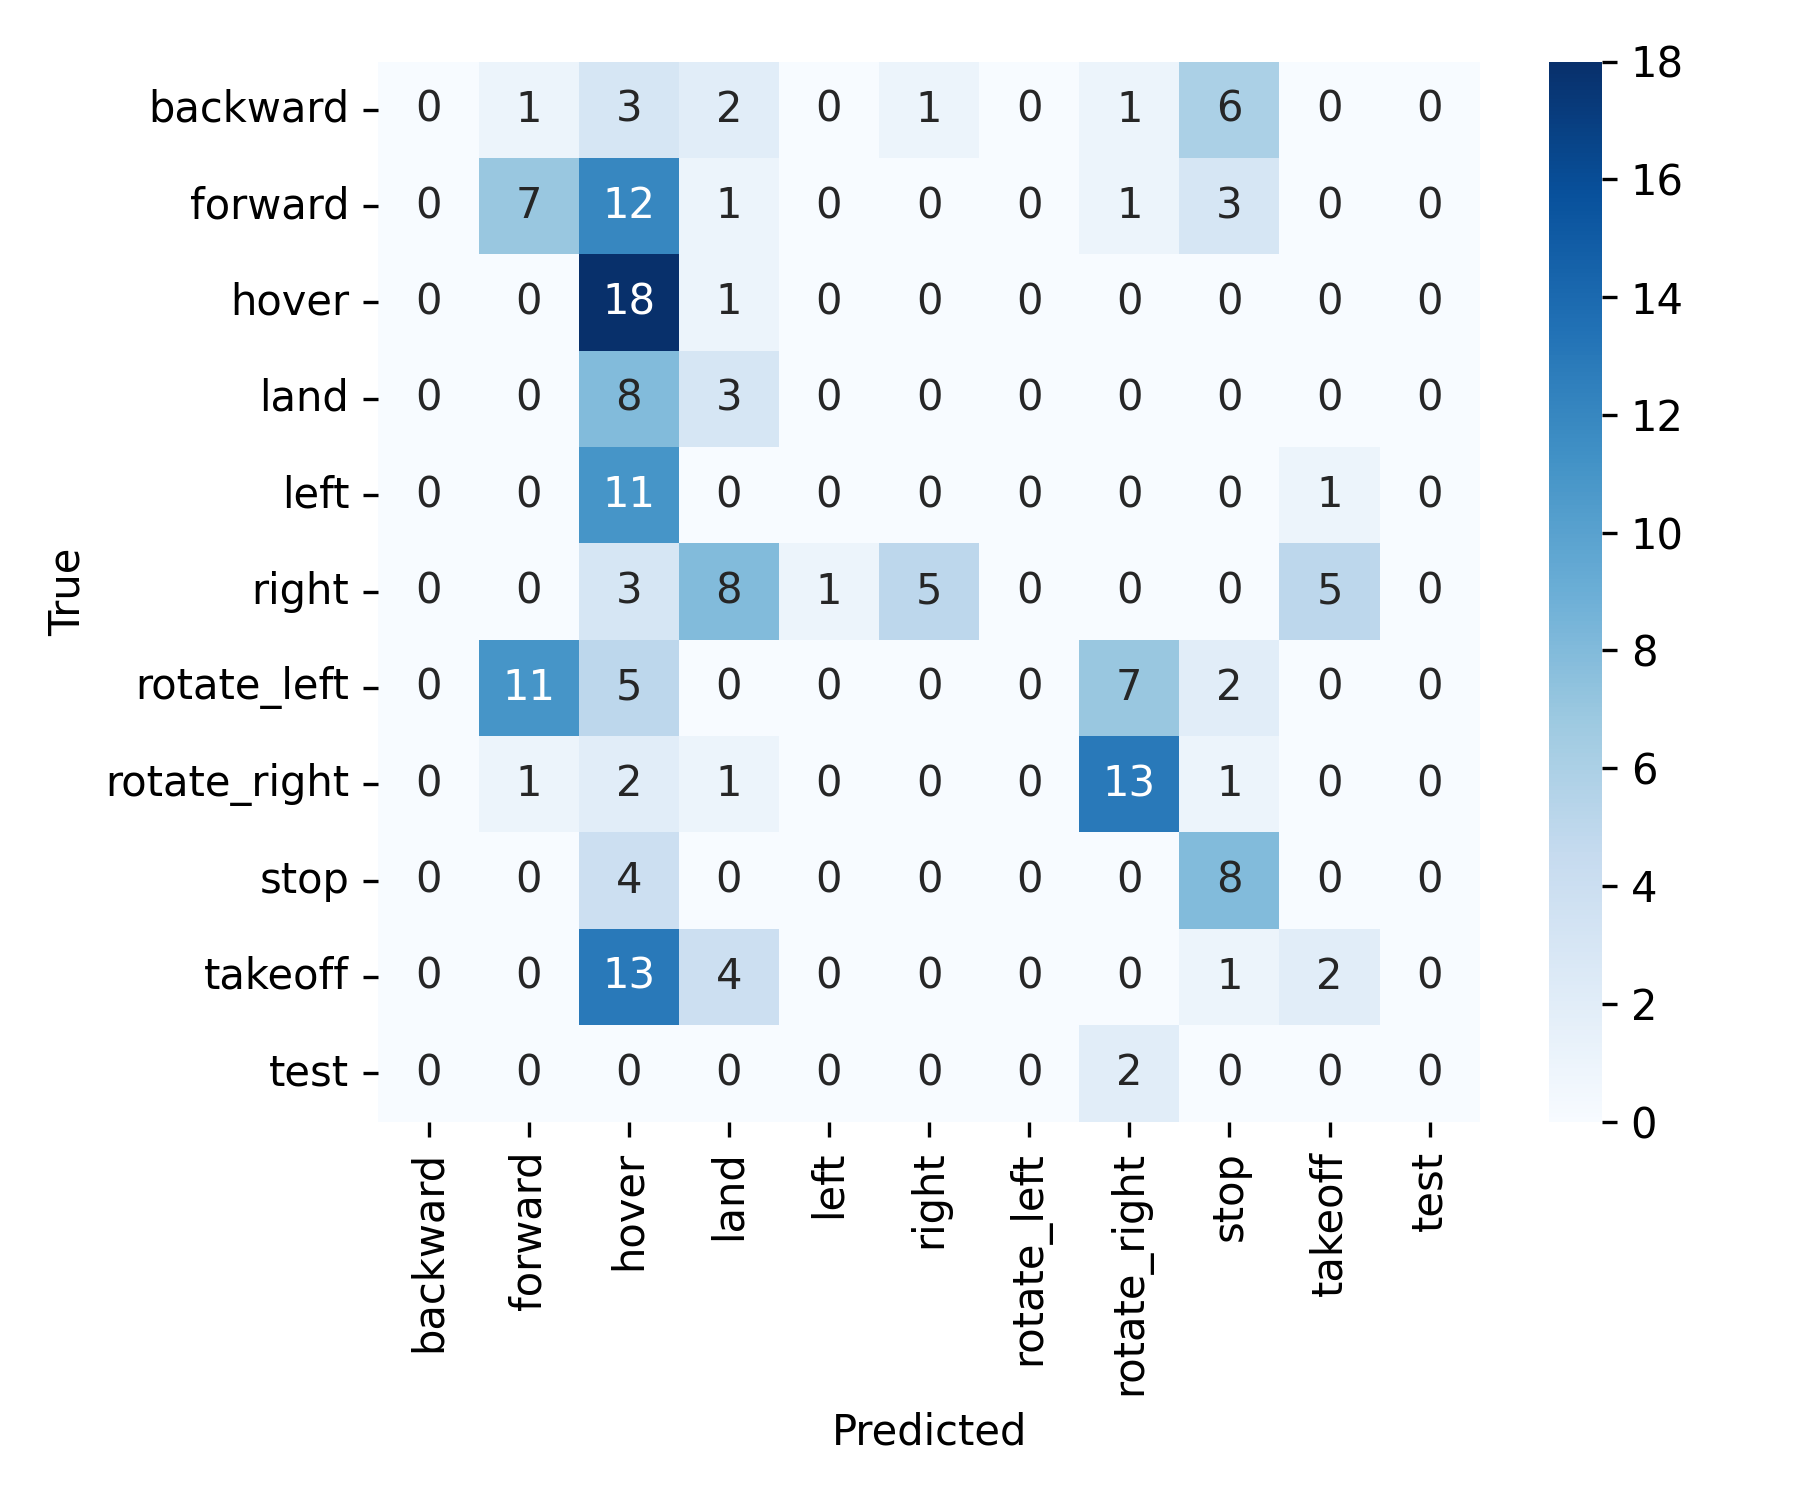 backward 0 1 3 2 0 1 0 1 6 0 0
forward 0 7 12 1 0 0 0 1 3 0 0
hover 0 0 18 1 0 0 0 0 0 0 0
land 0 0 8 3 0 0 0 0 0 0 0
left 0 0 11 0 0 0 0 0 0 1 0
right 0 0 3 8 1 5 0 0 0 5 0
rotate_left 0 11 5 0 0 0 0 7 2 0 0
rotate_right 0 1 2 1 0 0 0 13 1 0 0
stop 0 0 4 0 0 0 0 0 8 0 0
takeoff 0 0 13 4 0 0 0 0 1 2 0
test 0 0 0 0 0 0 0 2 0 0 0
True
backward forward hover land left right rotate_left rotate_right stop takeoff test
Predicted
18
16
14
12
10
8
6
4
2
0